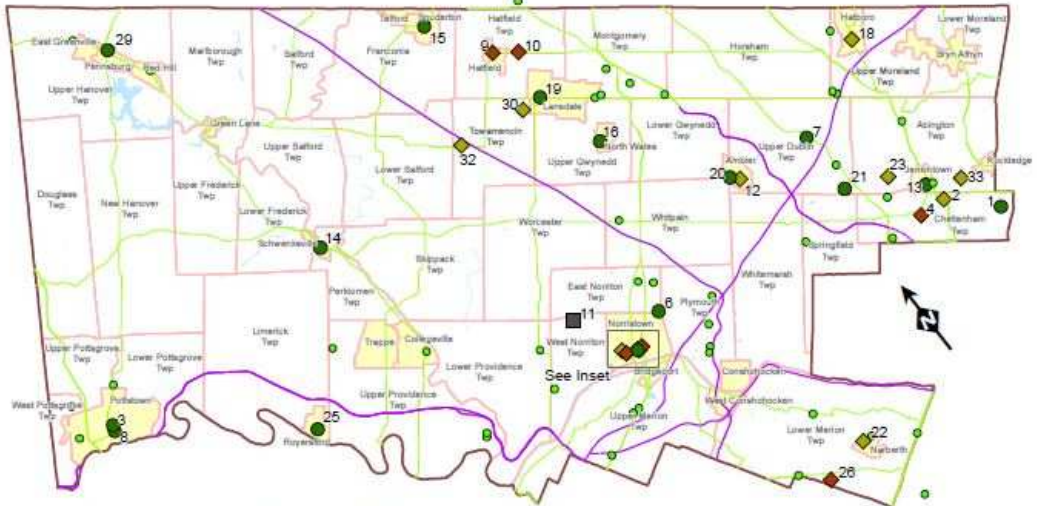 Telford
Souderton
15
Hatfield
Twp
Hatboro
18
Lower Moreland
Twp
East Greenville
29
Pennsburg
Red Hill
Marlborough
Twp
Salford
Twp
Franconia
Twp
9
10
Hatfield
Montgomery
Twp
Horsham
Twp
Bryn Athyn
Upper Moreland
Twp
Upper Hanover
Twp
19
Lansdale
30
Green Lane
Towamencin
Twp
16
North Wales
Lower Gwynedd
Twp
7
Upper Dublin
Twp
Abington
Twp
Upper Salford
Twp
32
Lower Salford
Twp
Upper Gwynedd
Twp
Ambler
20
12
21
23
Jenkintown
13
Rockledge
33
2
1
4
Cheltenham
Twp
Douglass
Twp
New Hanover
Twp
Upper Frederick
Twp
Lower Frederick
Twp
Worcester
Twp
Whitpain
Twp
Springfield
Twp
14
Schwenksville
Skippack
Twp
Whitemarsh
Twp
Perkiomen
Twp
East Norriton
Twp
6
Plymouth
Twp
N
11
Norristown
Limerick
Twp
Trappe
Collegeville
West Norriton
Twp
Upper Pottsgrove
Twp
Lower Pottsgrove
Twp
Lower Providence
Twp
See Inset
Bridgeport
Conshohocken
West Pottsgrove
Twp
Pottstown
3
8
25
Royersford
Upper Providence
Twp
Upper Merion
Twp
West Conshohocken
Lower Merion
Twp
22
Narberth
26